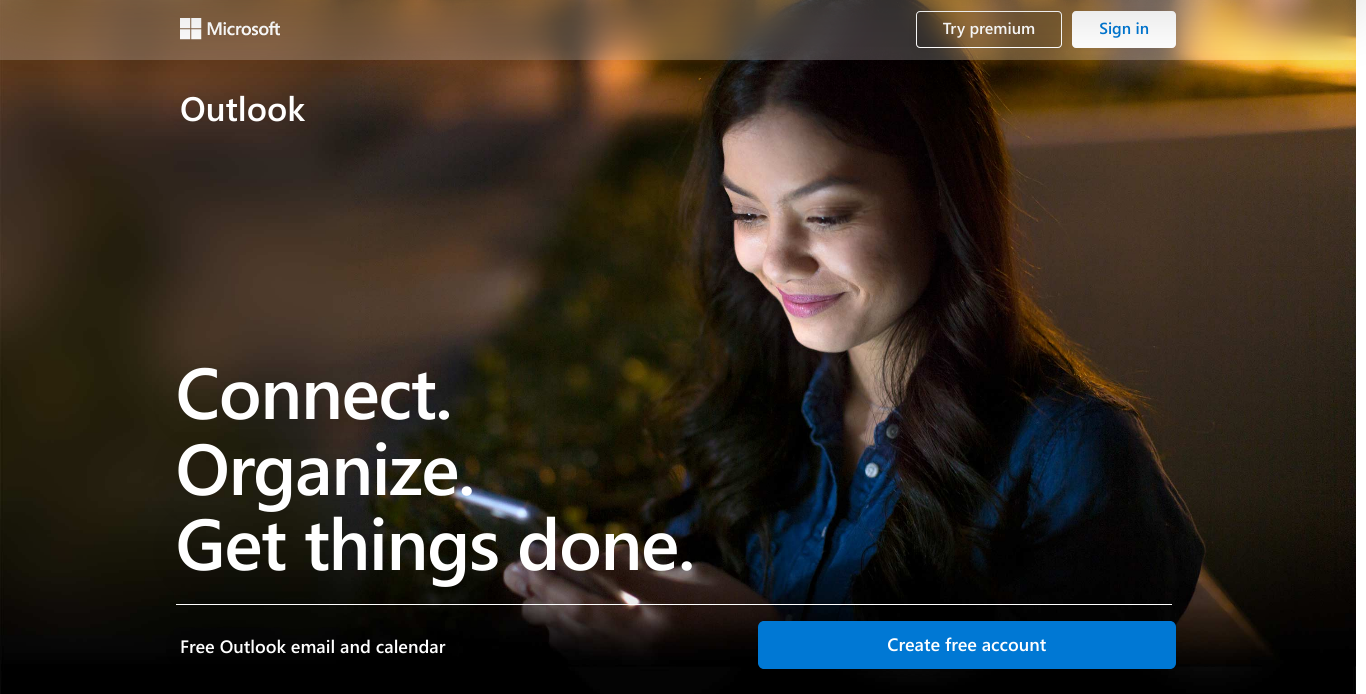 Microsoft
Try premium
Sign in
Outlook
Connect.
Organize.
Get things done.
Free Outlook email and calendar
Create free account